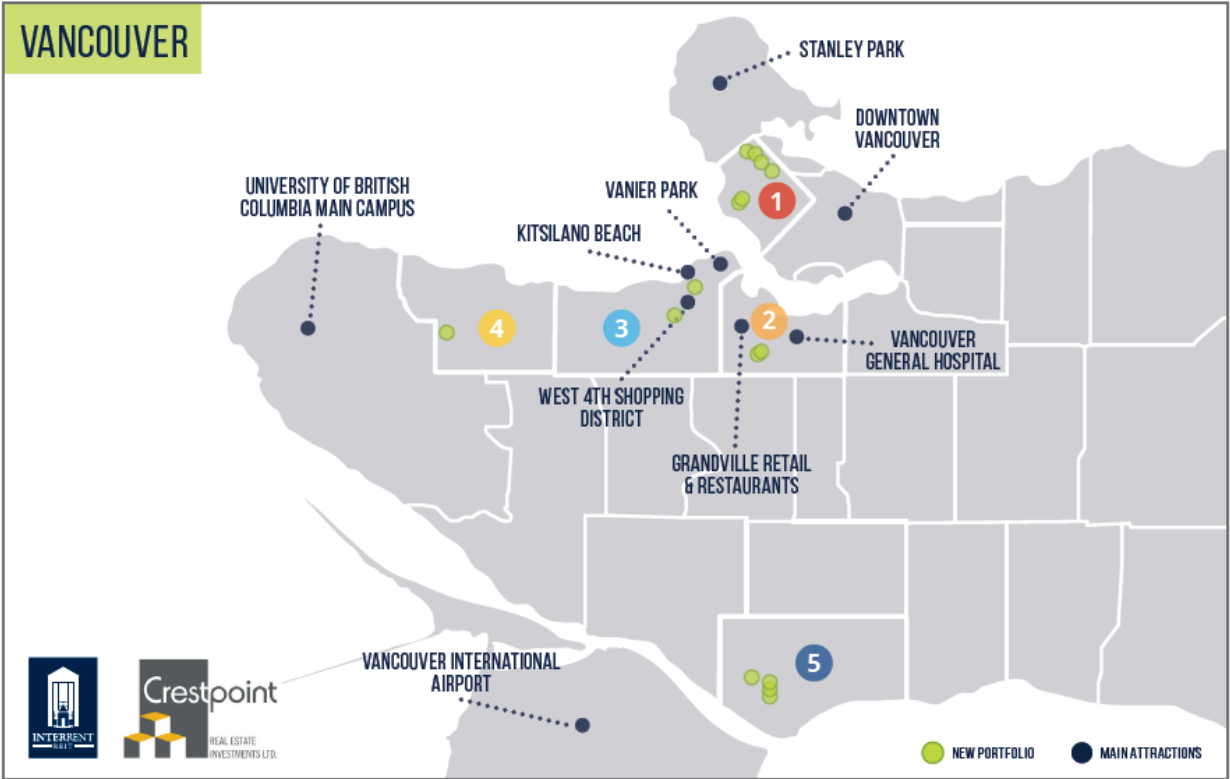 VANCOUVER
STANLEY PARK
DOWNTOWN
VANCOUVER
UNIVERSITY OF BRITISH
COLUMBIA MAIN CAMPUS
VANIER PARK
KITSILANO BEACH
1
4
3
2
VANCOUVER
GENERAL HOSPITAL
WEST 4TH SHOPPING
DISTRICT
GRANDVILLE RETAIL
& RESTAURANTS
5
VANCOUVER INTERNATIONAL
AIRPORT
INTERRENT
REIT
Crestpoint
REAL ESTATE
INVESTMENTS LTD.
NEW PORTFOLIO
MAIN ATTRACTIONS